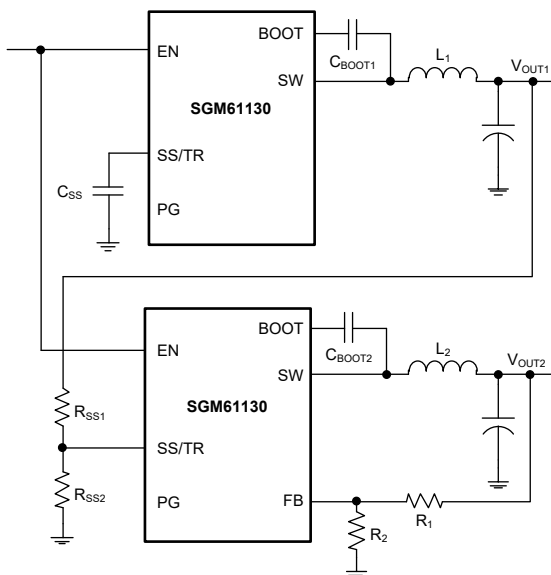 BOOT
EN
C_BOOT1
L_1
V_OUT1
SW
SGM61130
SS/TR
C_SS
PG
BOOT
EN
C_BOOT2
L_2
V_OUT2
SW
SGM61130
R_SS1
SS/TR
R_SS2
PG
FB
R_1
R_2